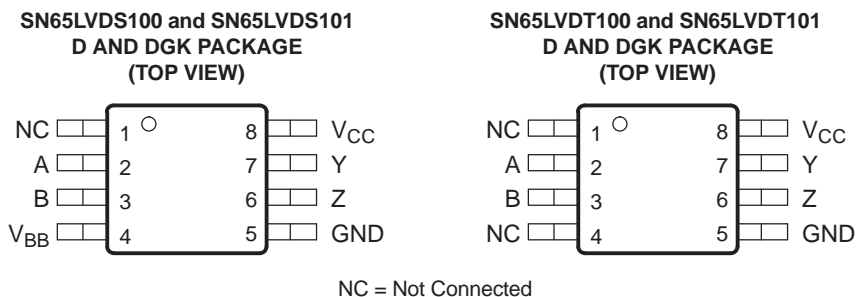 SN65LVDS100 and SN65LVDS101
D AND DGK PACKAGE
(TOP VIEW)
NC 1 8 VCC
A 2 7 Y
B 3 6 Z
VBB 4 5 GND
SN65LVDT100 and SN65LVDT101
D AND DGK PACKAGE
(TOP VIEW)
NC 1 8 VCC
A 2 7 Y
B 3 6 Z
NC 4 5 GND
NC = Not Connected